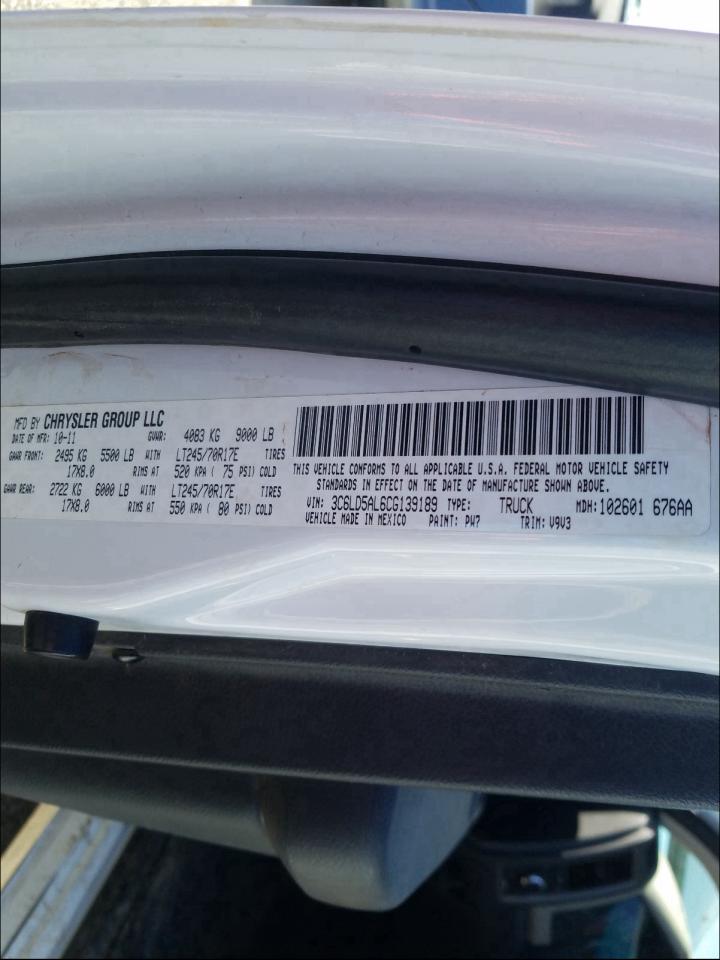 MFD BY CHRYSLER GROUP LLC
DATE OF MFR: 10-11 GVWR: 4083 KG 9000 LB
GAWR FRONT: 2495 KG 5500 LB WITH LT245/70R17E TIRES
17X8.0 RIMS AT 520 KPA ( 75 PSI) COLD
GAWR REAR: 2722 KG 6000 LB WITH LT245/70R17E TIRES
17X8.0 RIMS AT 550 KPA ( 80 PSI) COLD
THIS VEHICLE CONFORMS TO ALL APPLICABLE U.S.A. FEDERAL MOTOR VEHICLE SAFETY
STANDARDS IN EFFECT ON THE DATE OF MANUFACTURE SHOWN ABOVE.
VIN: 3C6LD5AL6CG139189 TYPE: TRUCK MDH: 102601 676AA
VEHICLE MADE IN MEXICO PAINT: PW7 TRIM: V9V3